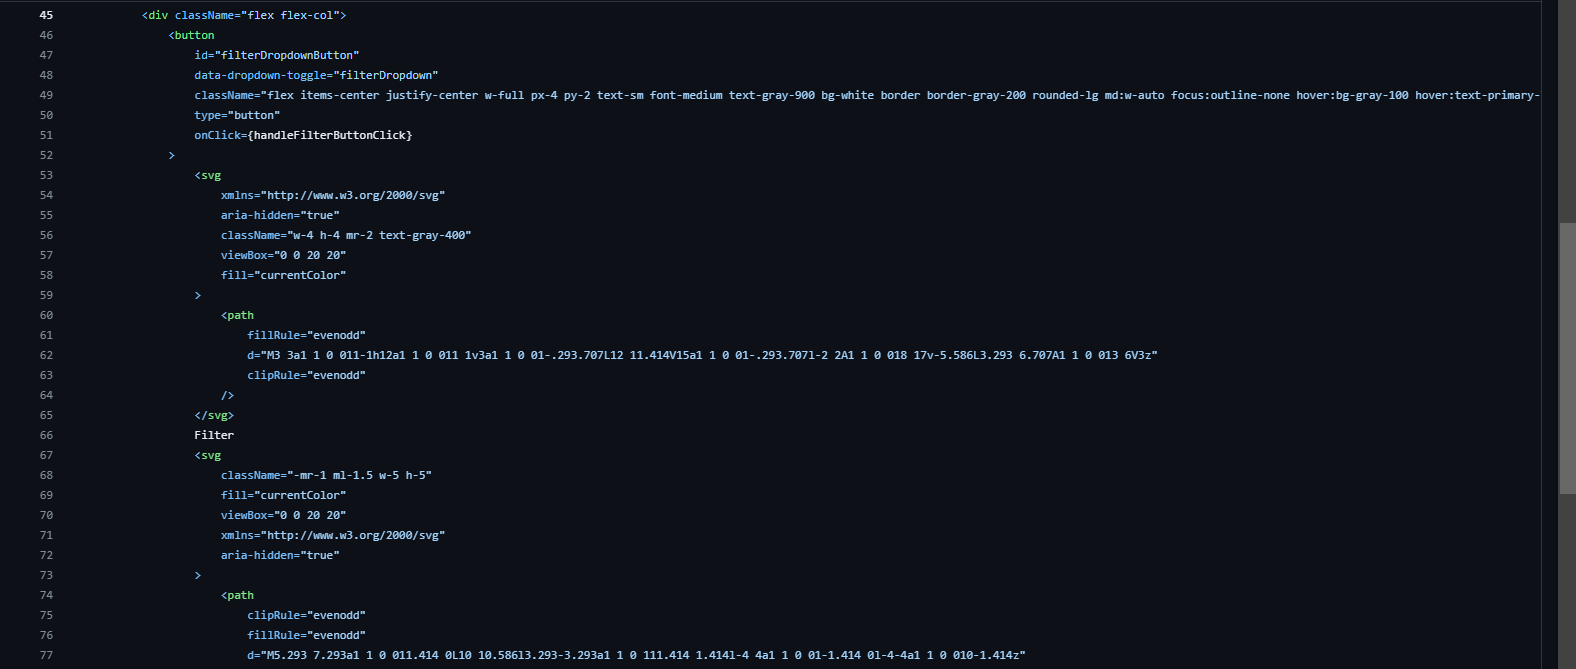 45 <div className="flex flex-col">
46 <button
47 id="filterDropdownButton"
48 data-dropdown-toggle="filterDropdown"
49 className="flex items-center justify-center w-full px-4 py-2 text-sm font-medium text-gray-900 bg-white border border-gray-200 rounded-lg md:w-auto focus:outline-none hover:bg-gray-100 hover:text-primary-
50 type="button"
51 onClick={handleFilterButtonClick}
52 >
53 <svg
54 xmlns="http://www.w3.org/2000/svg"
55 aria-hidden="true"
56 className="w-4 h-4 mr-2 text-gray-400"
57 viewBox="0 0 20 20"
58 fill="currentColor"
59 >
60 <path
61 fillRule="evenodd"
62 d="M3 3a1 1 0 011-1h12a1 1 0 011 1v3a1 1 0 01-.293.707L12 11.414V15a1 1 0 01-.293.707l-2 2A1 1 0 018 17v-5.586L3.293 6.707A1 1 0 013 6V3z"
63 clipRule="evenodd"
64 />
65 </svg>
66 Filter
67 <svg
68 className="-mr-1 ml-1.5 w-5 h-5"
69 fill="currentColor"
70 viewBox="0 0 20 20"
71 xmlns="http://www.w3.org/2000/svg"
72 aria-hidden="true"
73 >
74 <path
75 clipRule="evenodd"
76 fillRule="evenodd"
77 d="M5.293 7.293a1 1 0 011.414 0L10 10.586l3.293-3.293a1 1 0 111.414 1.414l-4 4a1 1 0 01-1.414 0l-4-4a1 1 0 010-1.414z"